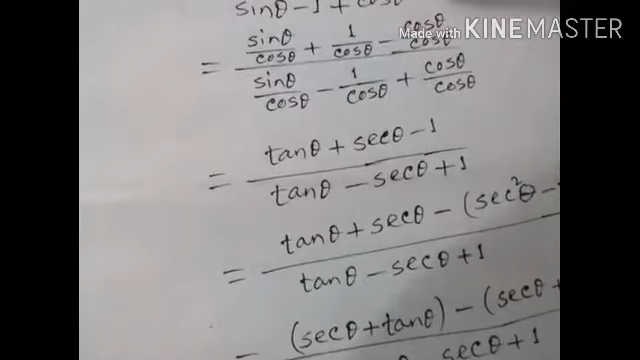 sinθ - 1 + cosθ
Made with KINEMASTER
= (sinθ/cosθ + 1/cosθ - cosθ/cosθ) / (sinθ/cosθ - 1/cosθ + cosθ/cosθ)
= (tanθ + secθ - 1) / (tanθ - secθ + 1)
= (tanθ + secθ - (sec²θ - / (tanθ - secθ + 1)
= (secθ + tanθ) - (secθ + / secθ + 1